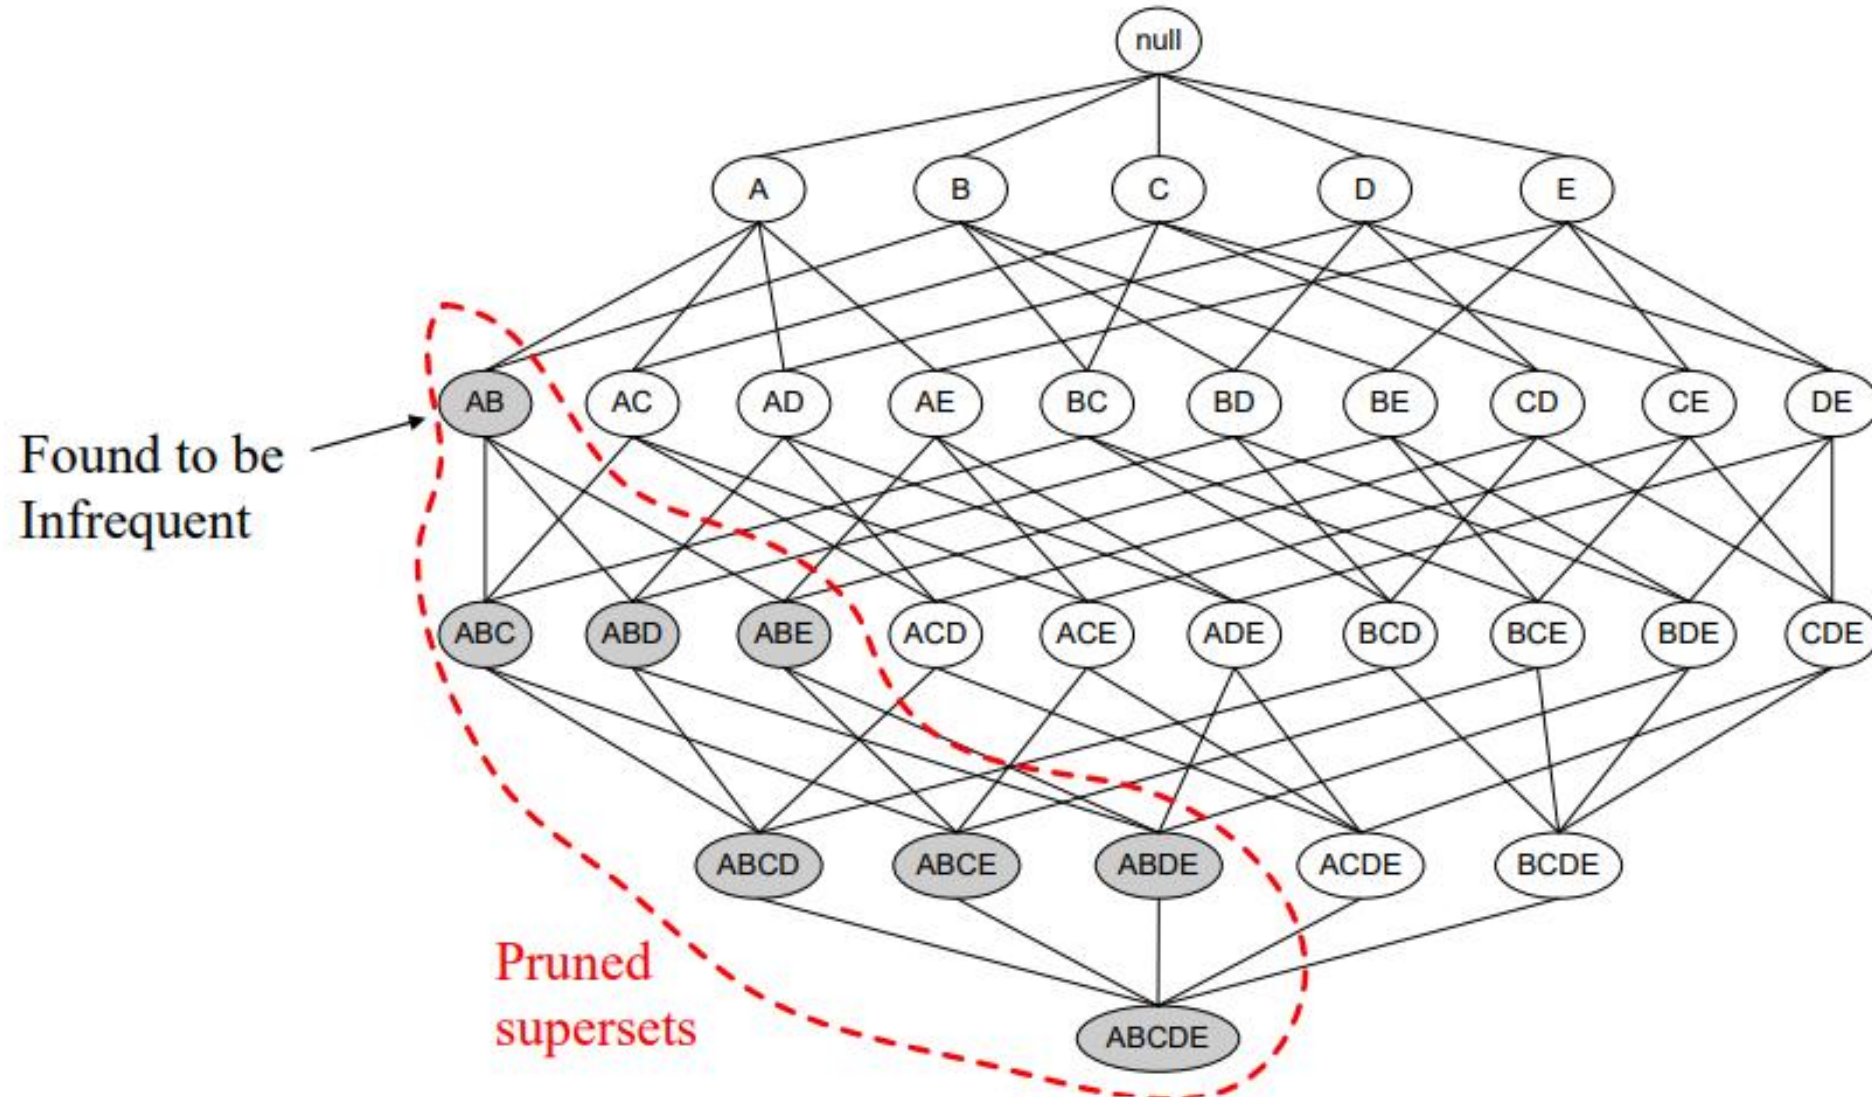 null
A B C D E
AB AC AD AE BC BD BE CD CE DE
Found to be
Infrequent
ABC ABD ABE ACD ACE ADE BCD BCE BDE CDE
ABCD ABCE ABDE ACDE BCDE
Pruned
supersets
ABCDE